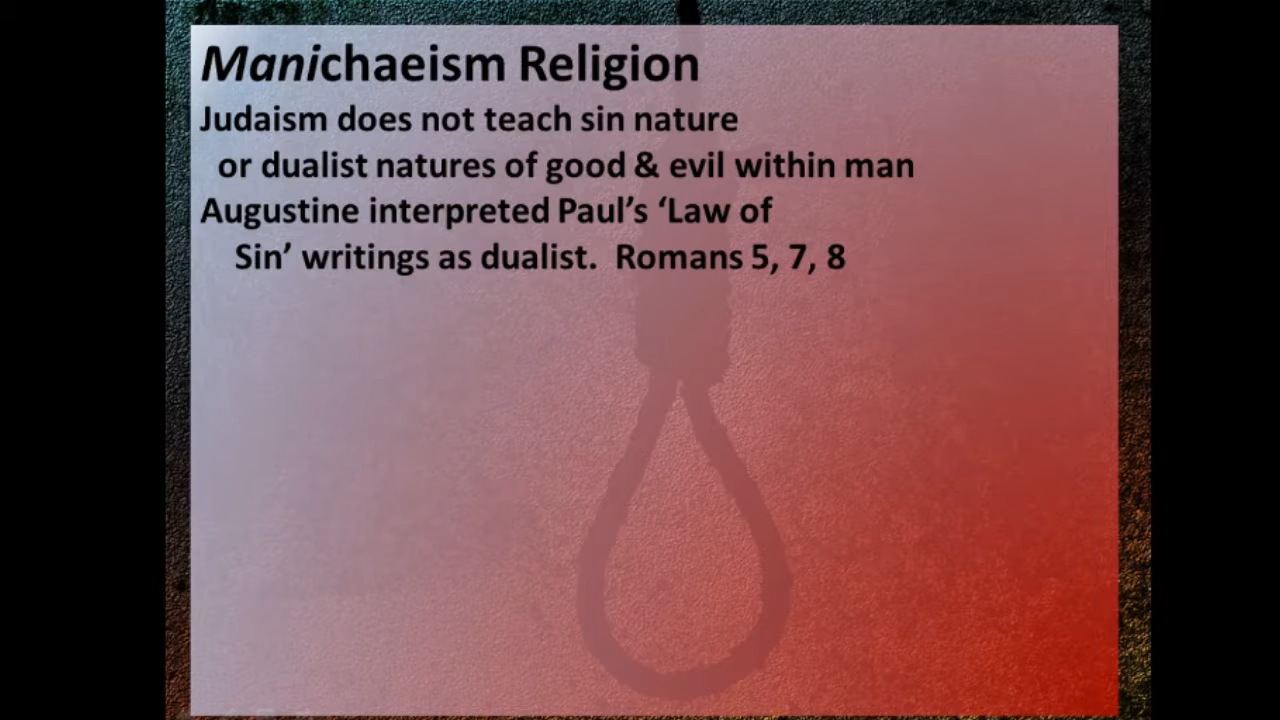 Manichaeism Religion
Judaism does not teach sin nature
or dualist natures of good & evil within man
Augustine interpreted Paul’s ‘Law of
Sin’ writings as dualist. Romans 5, 7, 8